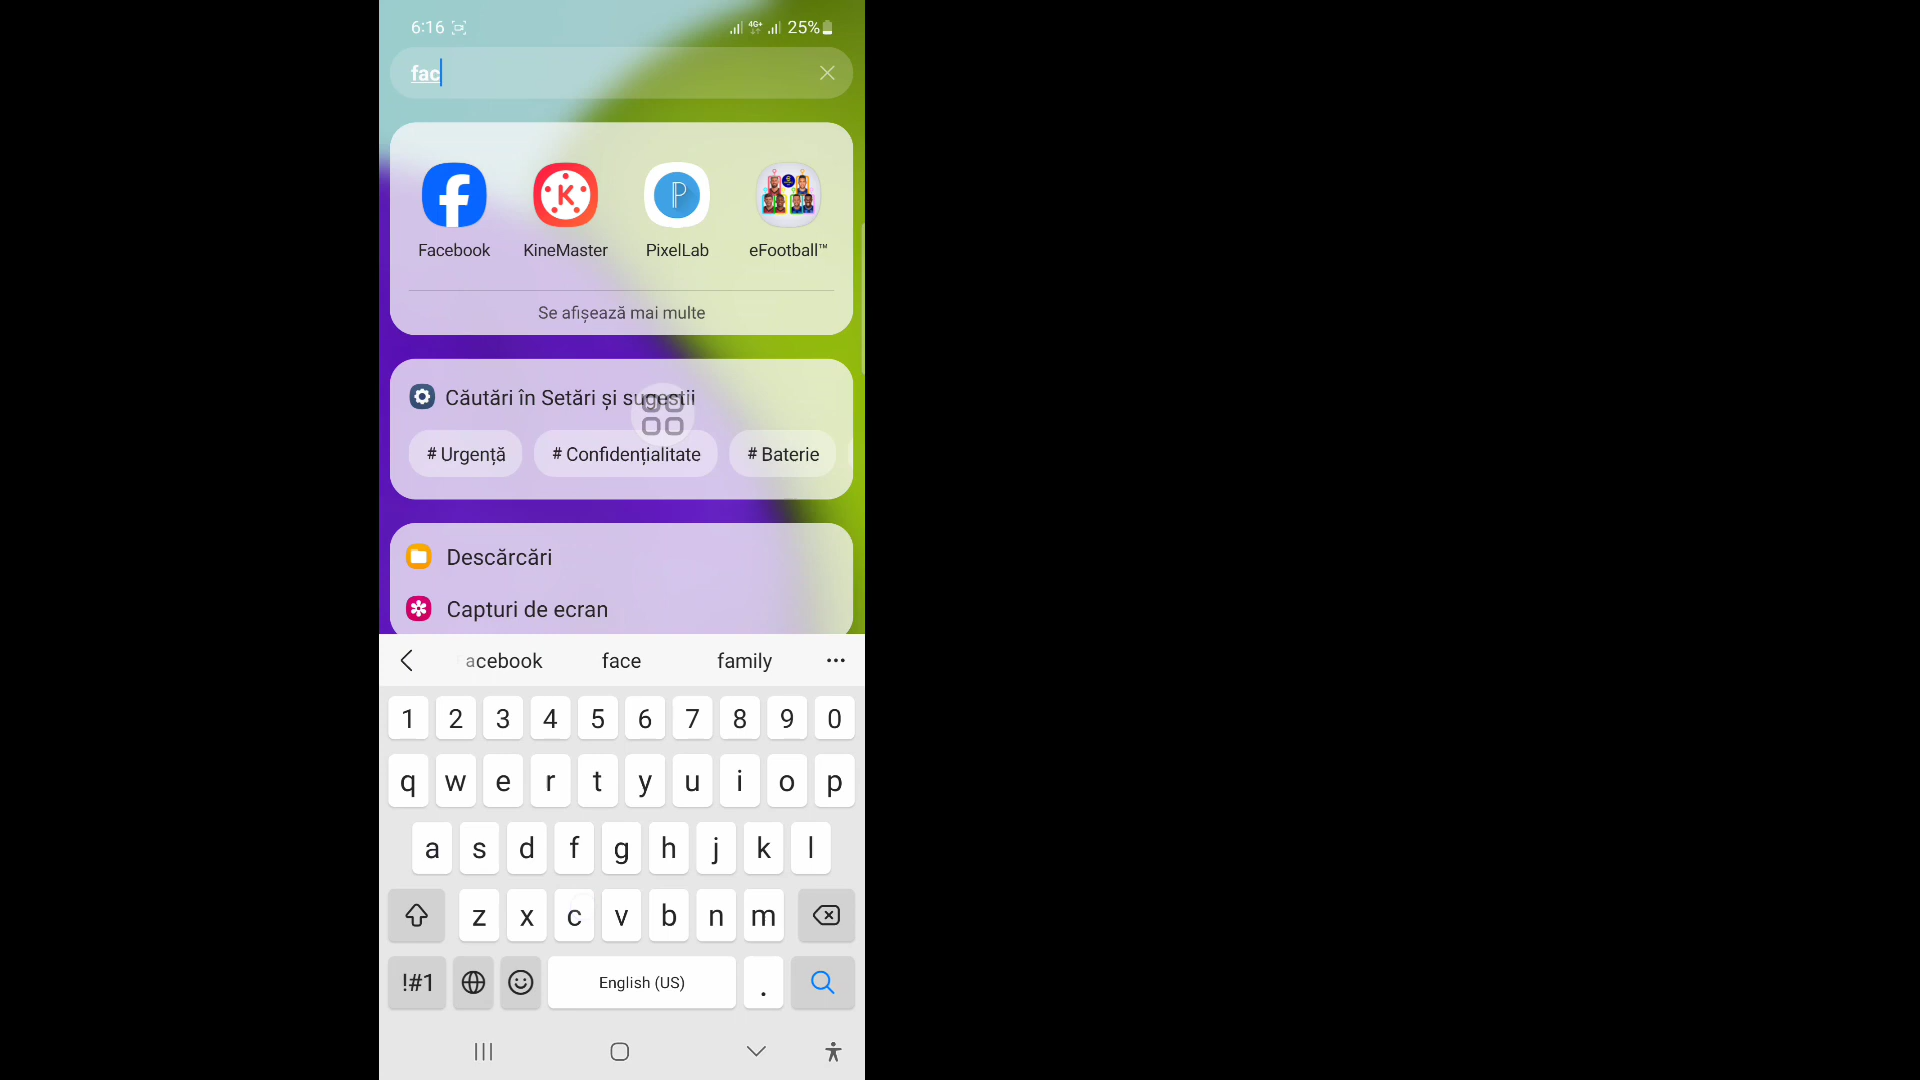 6:16 4G+ 25%
fac
Facebook KineMaster PixelLab eFootball™
Se afișează mai multe
Căutări în Setări și sugestii
# Urgență # Confidențialitate # Baterie
Descărcări
Capturi de ecran
acebook face family
1 2 3 4 5 6 7 8 9 0
q w e r t y u i o p
a s d f g h j k l
z x c v b n m
!#1 English (US) .